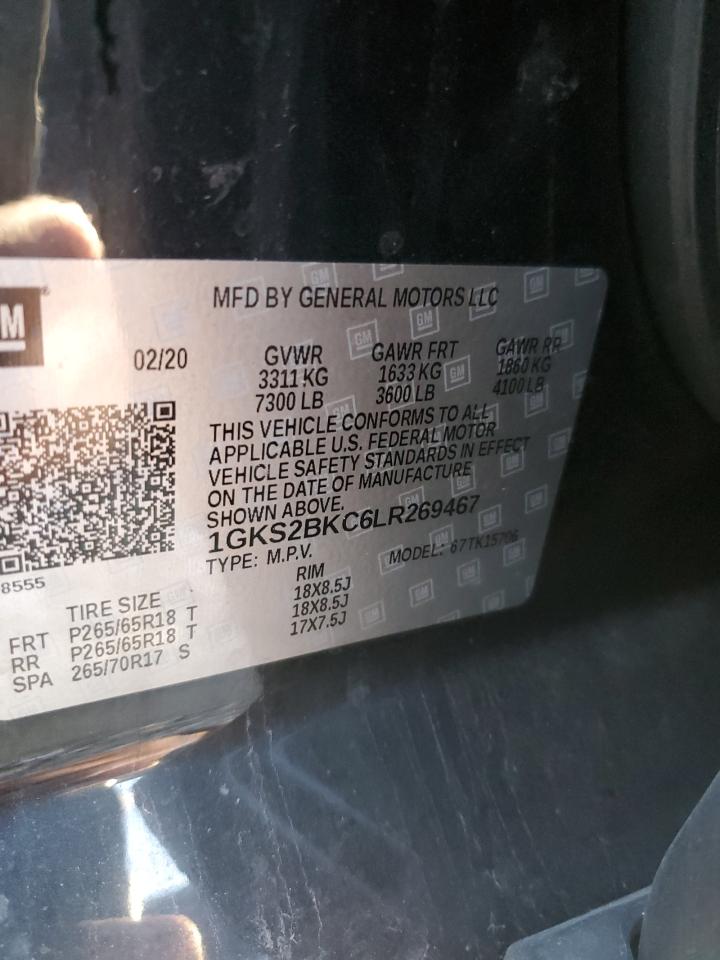 GM
MFD BY GENERAL MOTORS LLC
02/20 GVWR GAWR FRT GAWR RR
3311 KG 1633 KG 1860 KG
7300 LB 3600 LB 4100 LB
THIS VEHICLE CONFORMS TO ALL
APPLICABLE U.S. FEDERAL MOTOR
VEHICLE SAFETY STANDARDS IN EFFECT
ON THE DATE OF MANUFACTURE
SHOWN ABOVE.
1GKS2BKC6LR269467
TYPE: M.P.V. MODEL: 67TK15706
8555
TIRE SIZE RIM
FRT P265/65R18 T 18X8.5J
RR P265/65R18 T 18X8.5J
SPA 265/70R17 S 17X7.5J